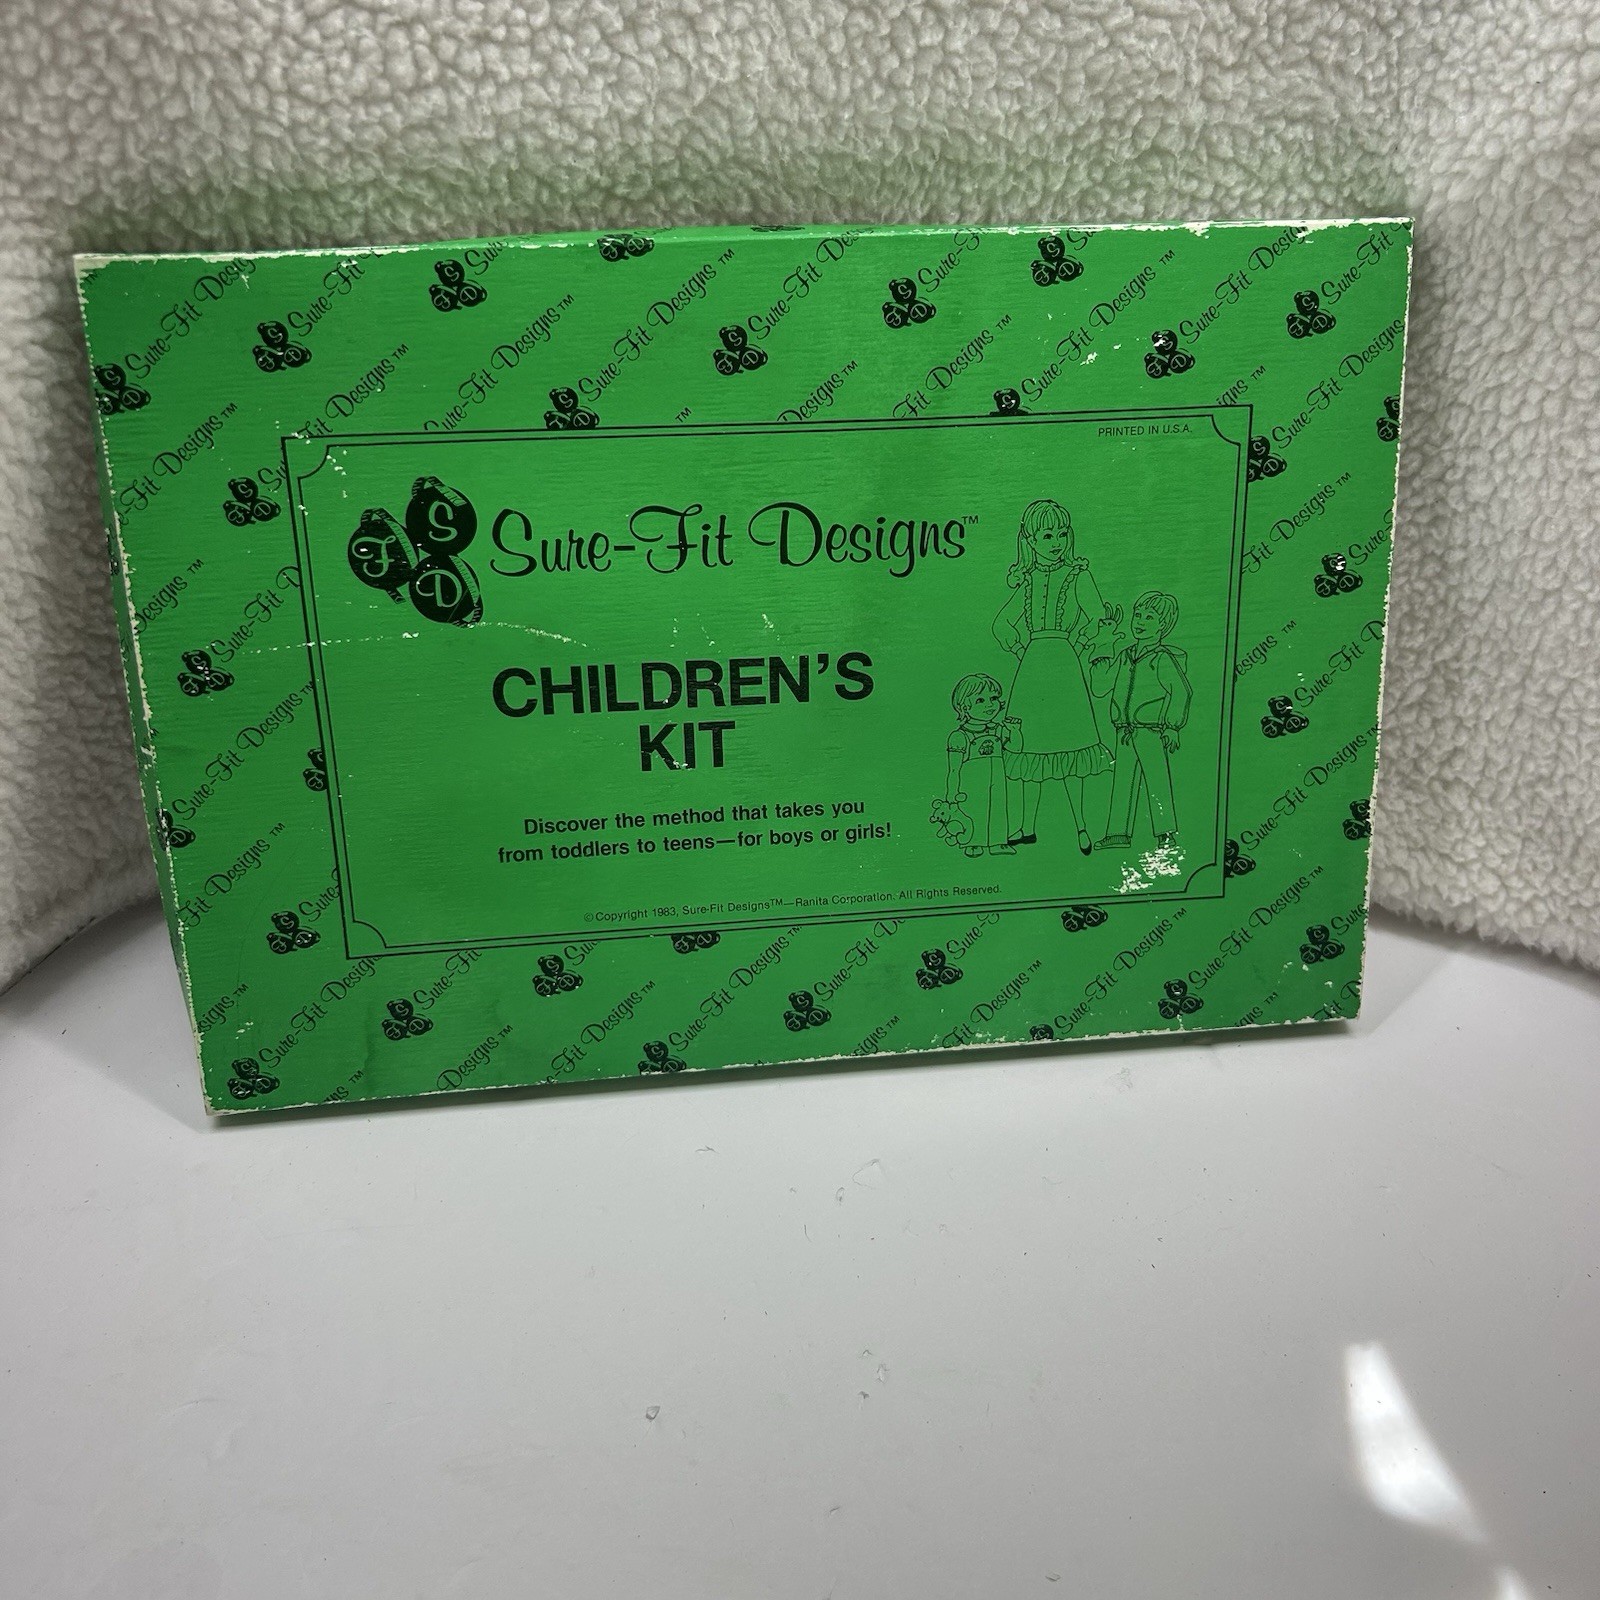 PRINTED IN U.S.A.
S
F
D
Sure-Fit Designs™
CHILDREN'S
KIT
Discover the method that takes you
from toddlers to teens—for boys or girls!
©Copyright 1983, Sure-Fit Designs™—Ranita Corporation. All Rights Reserved.